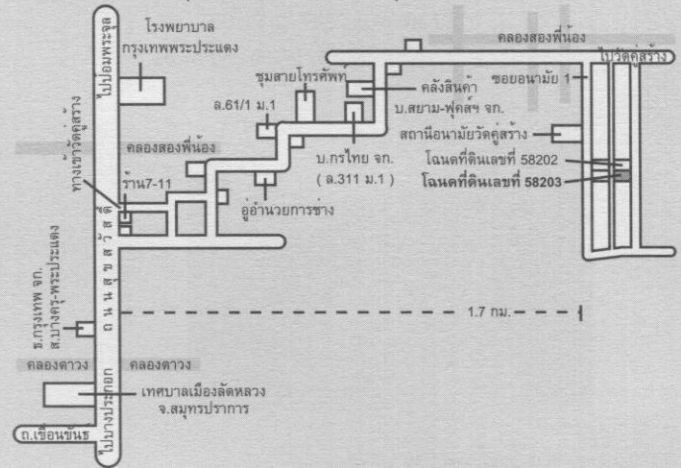 โรงพยาบาล
กรุงเทพพระประแดง
ไปป้อมพระจุล
คลองสองพี่น้อง
ไปวัดคู่สร้าง
ชุมสายโทรศัพท์
คลังสินค้า
บ.สยาม-ฟุคส์ฯ จก.
ซอยอนามัย 1
ล.61/1 ม.1
สถานีอนามัยวัดคู่สร้าง
ทางเข้าวัดคู่สร้าง
คลองสองพี่น้อง
บ.กรไทย จก.
( ล.311 ม.1 )
โฉนดที่ดินเลขที่ 58202
โฉนดที่ดินเลขที่ 58203
ร้าน7-11
อู่อำนวยการช่าง
ถนนสุขสวัสดิ์
1.7 กม.
ธ.กรุงเทพ จก.
ส.บางครุ-พระประแดง
คลองตาวง
คลองตาวง
เทศบาลเมืองลัดหลวง
จ.สมุทรปราการ
ไปบางปะกอก
ถ.เขื่อนขันธ์